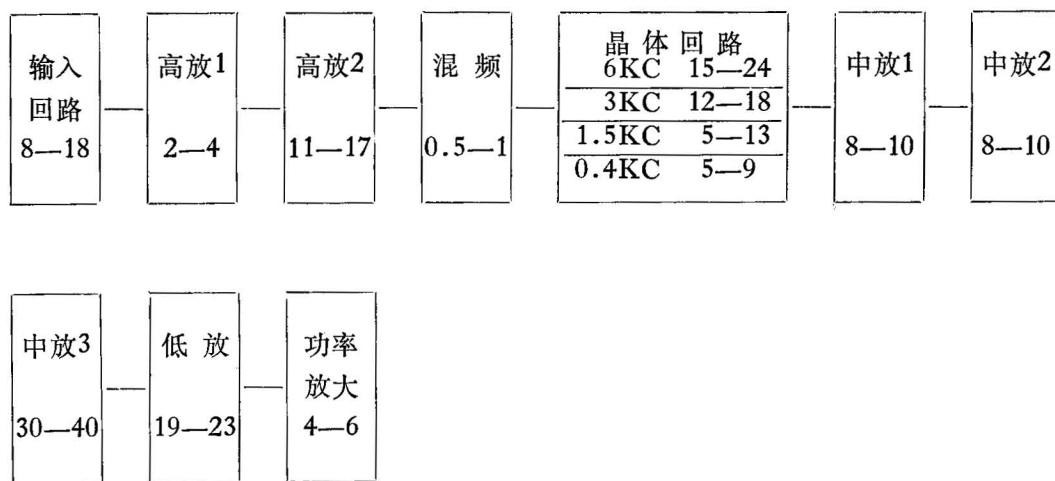 输入
回路
8—18
高放1
2—4
高放2
11—17
混 频
0.5—1
晶 体 回 路
6KC 15—24
3KC 12—18
1.5KC 5—13
0.4KC 5—9
中放1
8—10
中放2
8—10
中放3
30—40
低 放
19—23
功率
放大
4—6